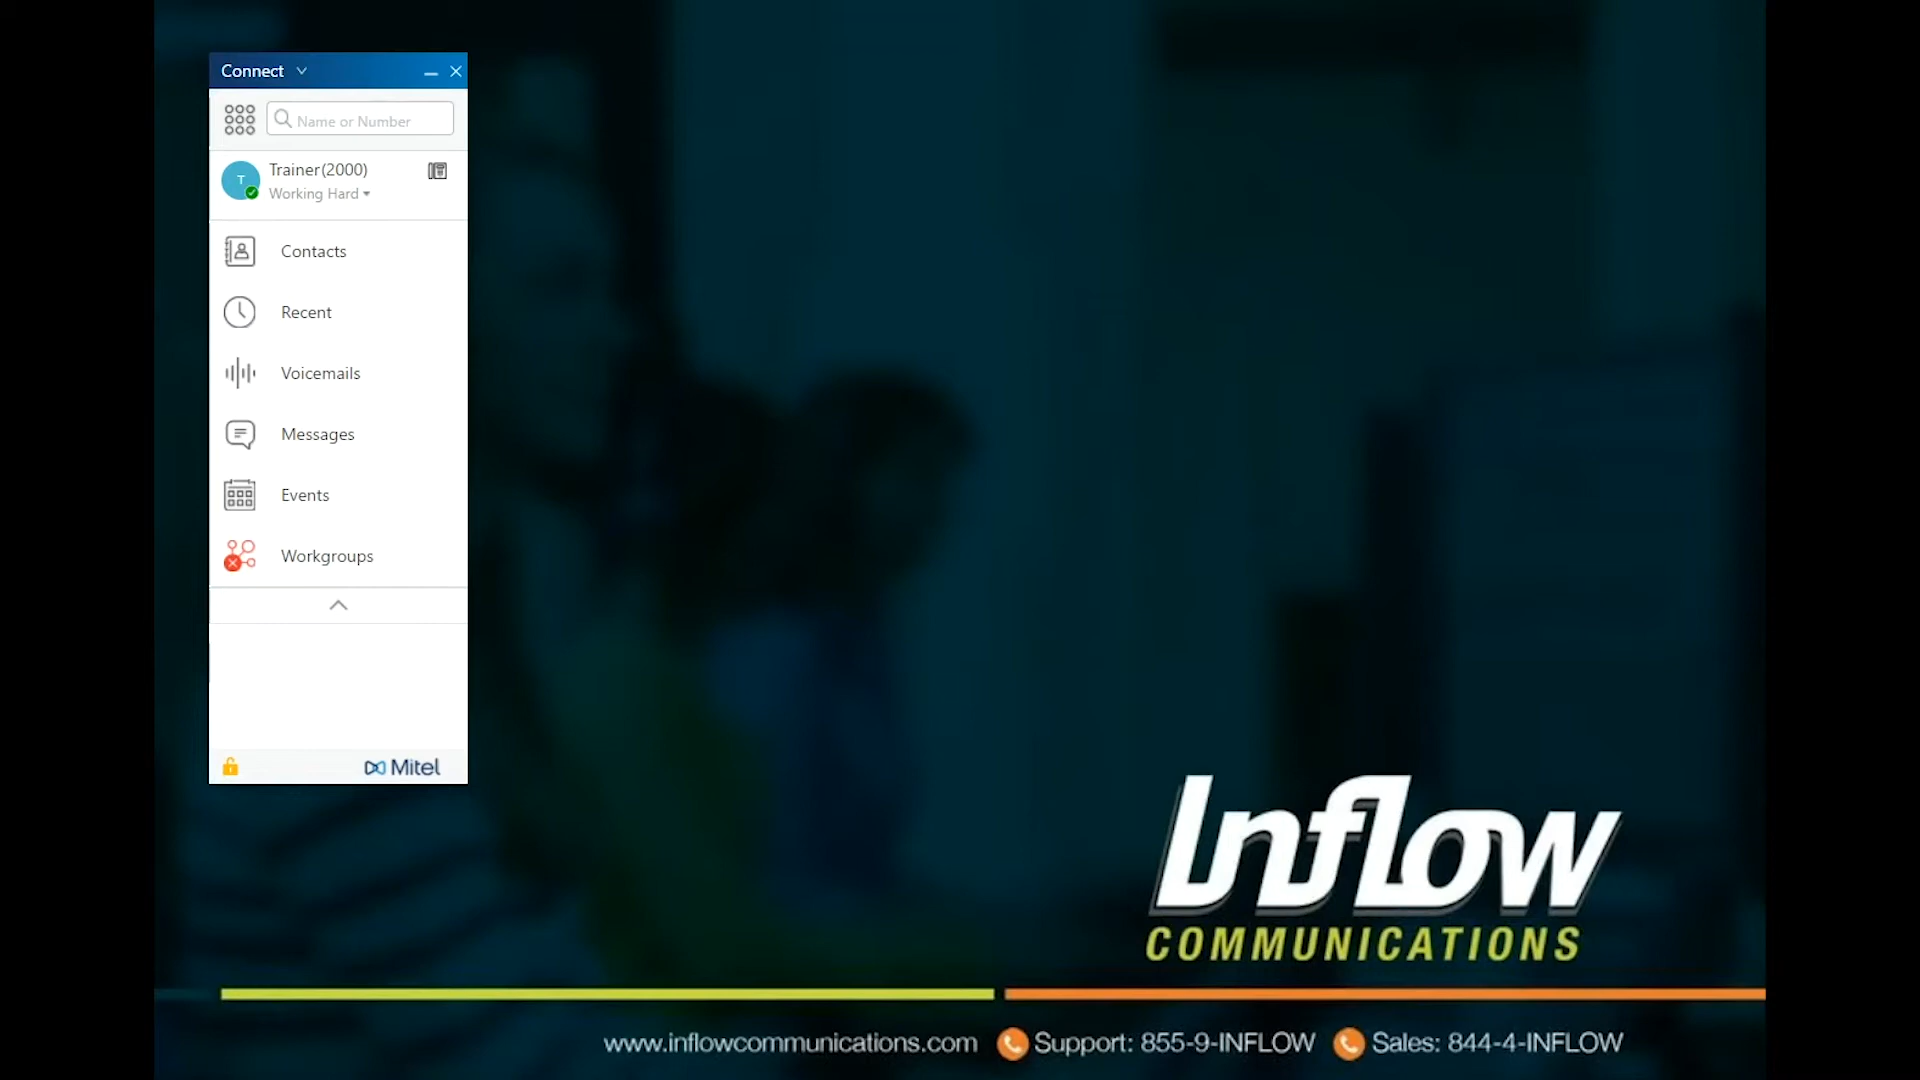 Connect
Name or Number
T
Trainer(2000)
Working Hard
Contacts
Recent
Voicemails
Messages
Events
Workgroups
Mitel
Inflow
COMMUNICATIONS
www.inflowcommunications.com Support: 855-9-INFLOW Sales: 844-4-INFLOW